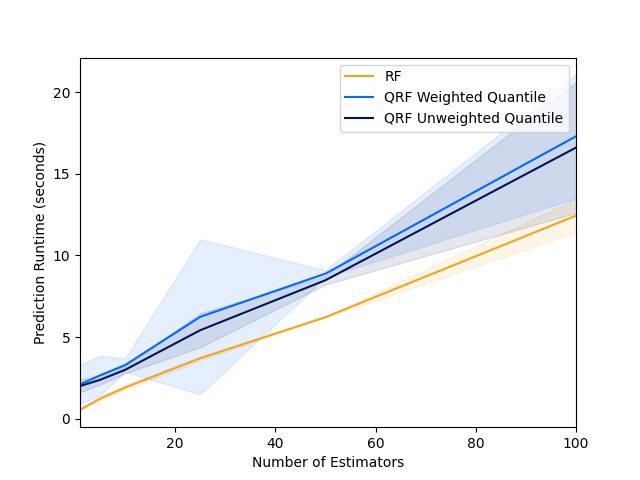 RF
QRF Weighted Quantile
QRF Unweighted Quantile
Prediction Runtime (seconds)
20
15
10
5
0
20
40
60
80
100
Number of Estimators